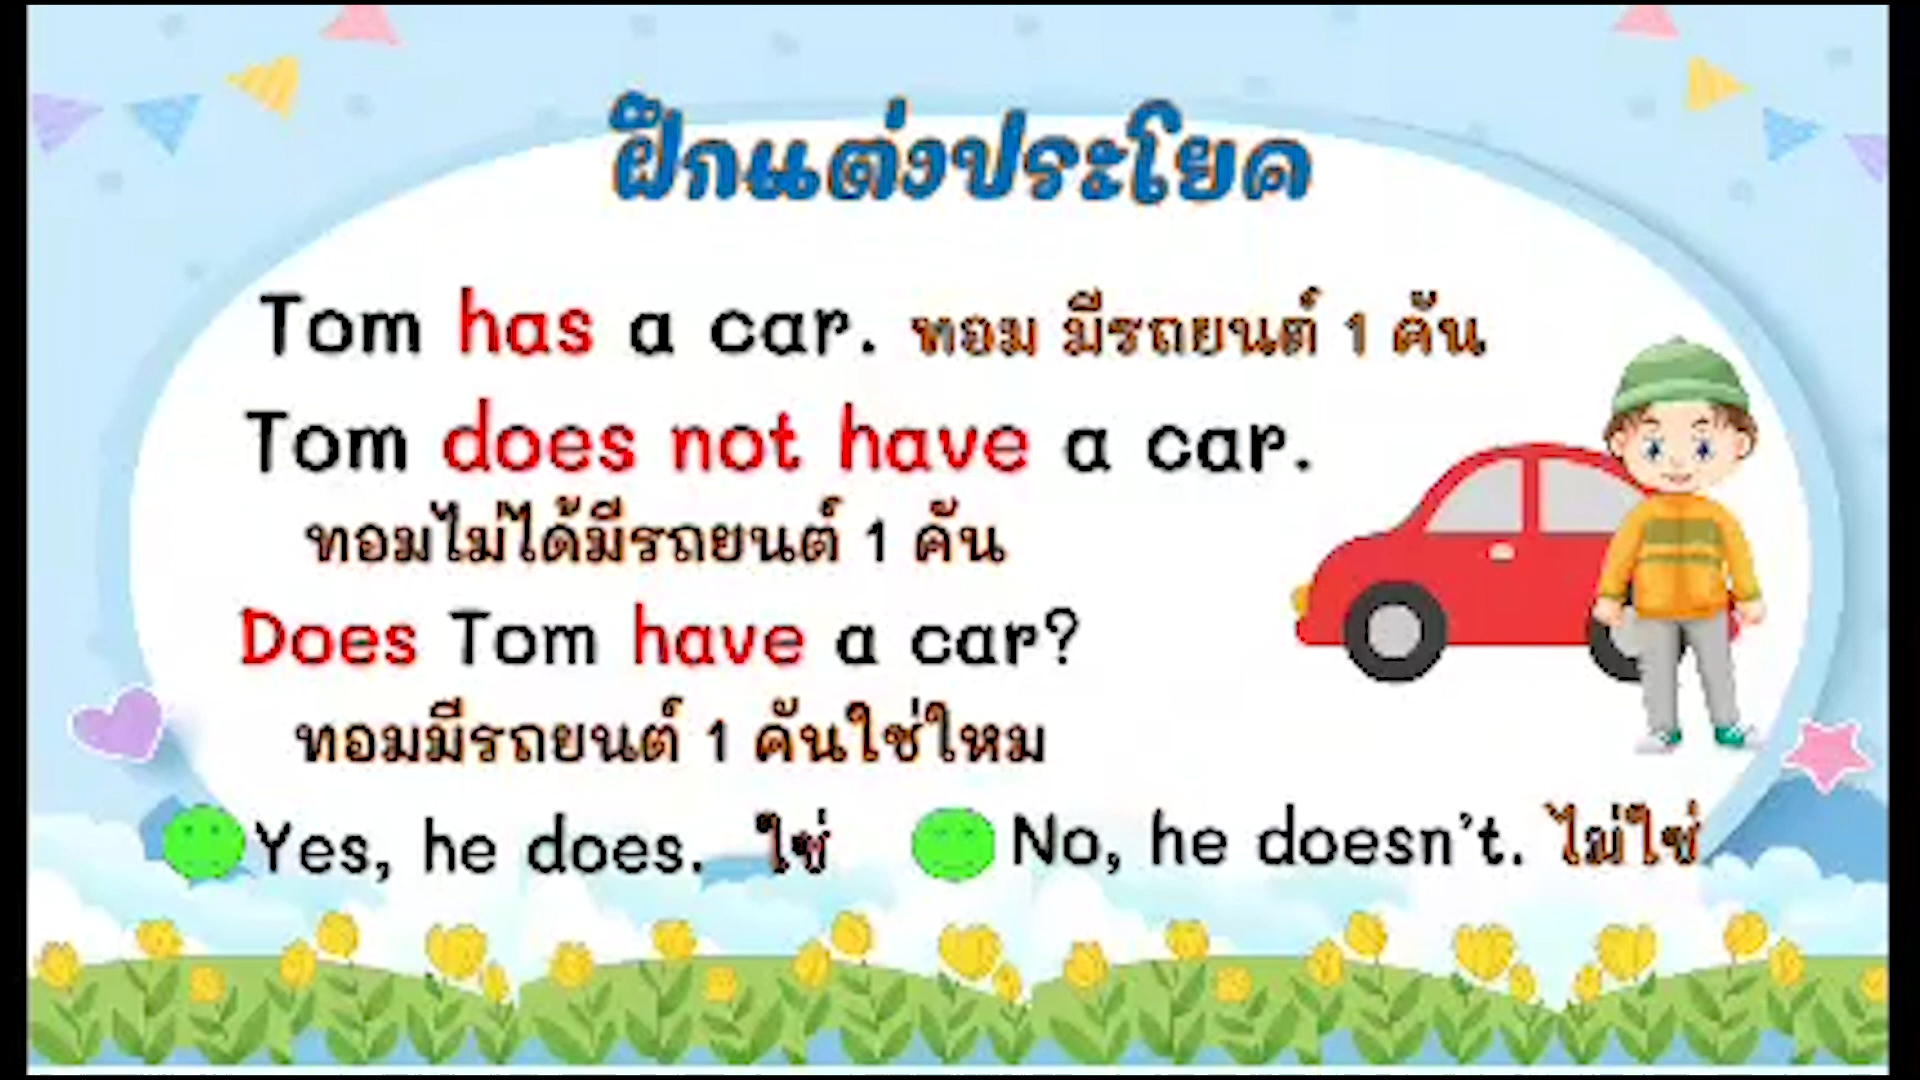 ฝึกแต่งประโยค
Tom has a car. ทอม มีรถยนต์ 1 คัน
Tom does not have a car.
ทอมไม่ได้มีรถยนต์ 1 คัน
Does Tom have a car?
ทอมมีรถยนต์ 1 คันใช่ใหม
Yes, he does. ใช่ No, he doesn't. ไม่ใช่